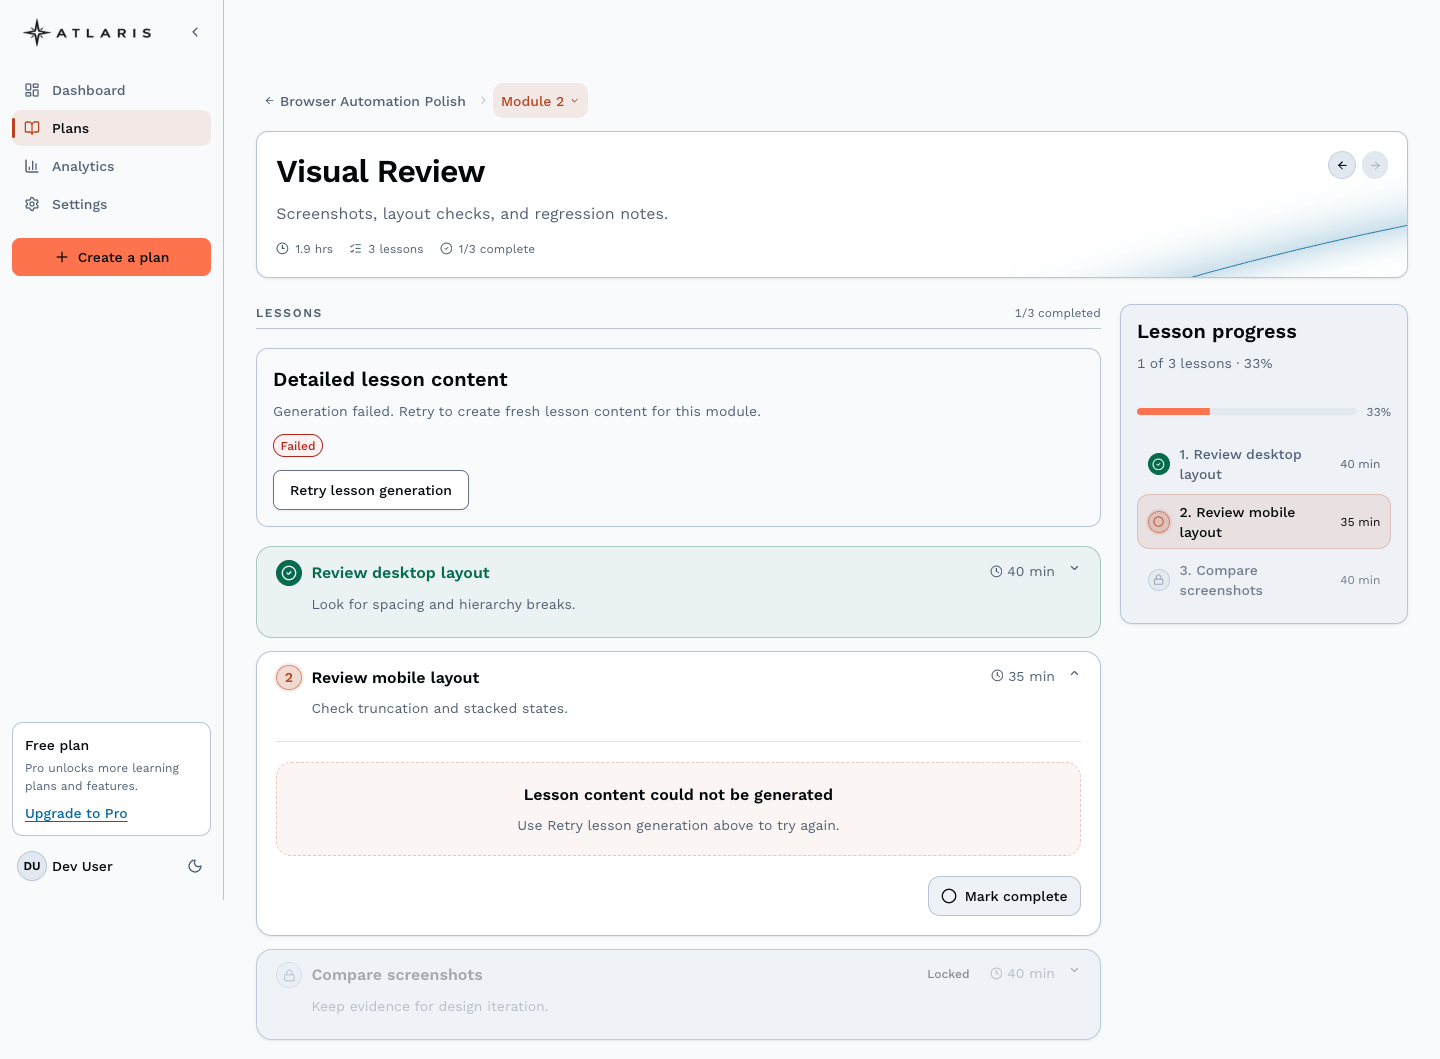 ATLARIS
Dashboard
Plans
Analytics
Settings
Create a plan
Free plan
Pro unlocks more learning
plans and features.
Upgrade to Pro
DU Dev User
Browser Automation Polish
Module 2
Visual Review
Screenshots, layout checks, and regression notes.
1.9 hrs 3 lessons 1/3 complete
LESSONS 1/3 completed
Detailed lesson content
Generation failed. Retry to create fresh lesson content for this module.
Failed
Retry lesson generation
Review desktop layout 40 min
Look for spacing and hierarchy breaks.
2 Review mobile layout 35 min
Check truncation and stacked states.
Lesson content could not be generated
Use Retry lesson generation above to try again.
Mark complete
Compare screenshots Locked 40 min
Keep evidence for design iteration.
Lesson progress
1 of 3 lessons · 33%
33%
1. Review desktop 40 min
layout
2. Review mobile 35 min
layout
3. Compare 40 min
screenshots